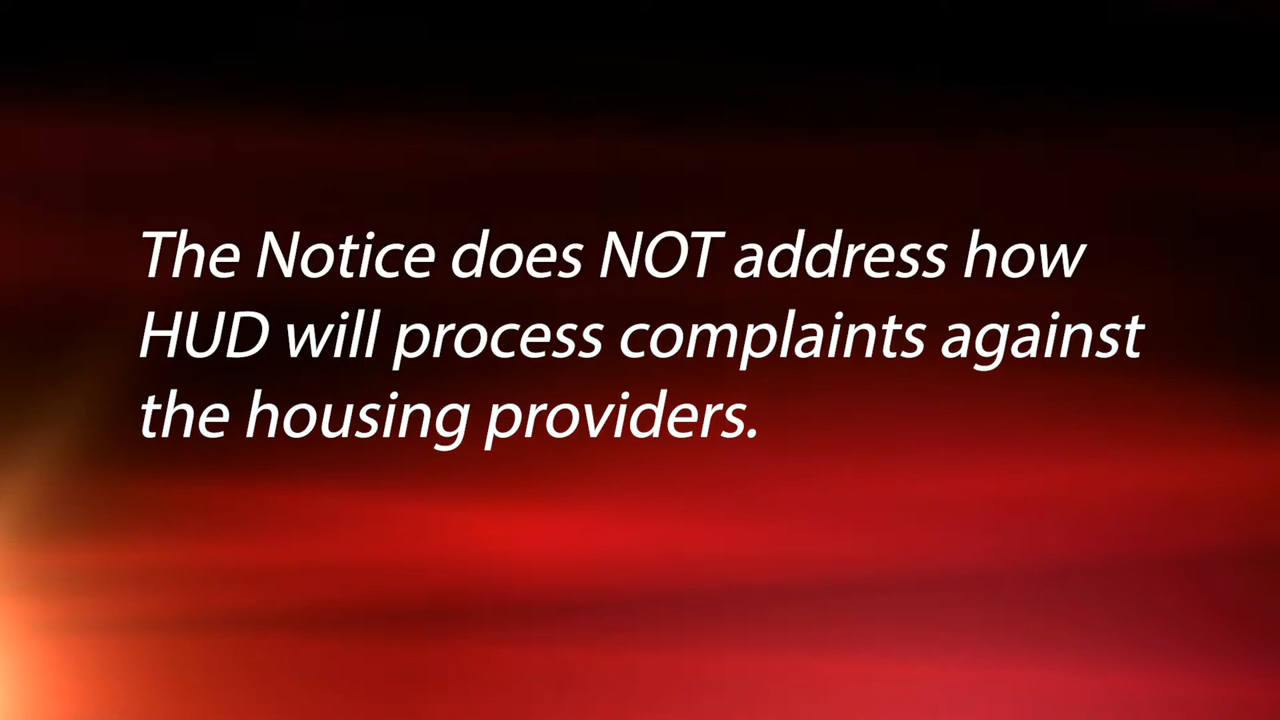 The Notice does NOT address how
HUD will process complaints against
the housing providers.